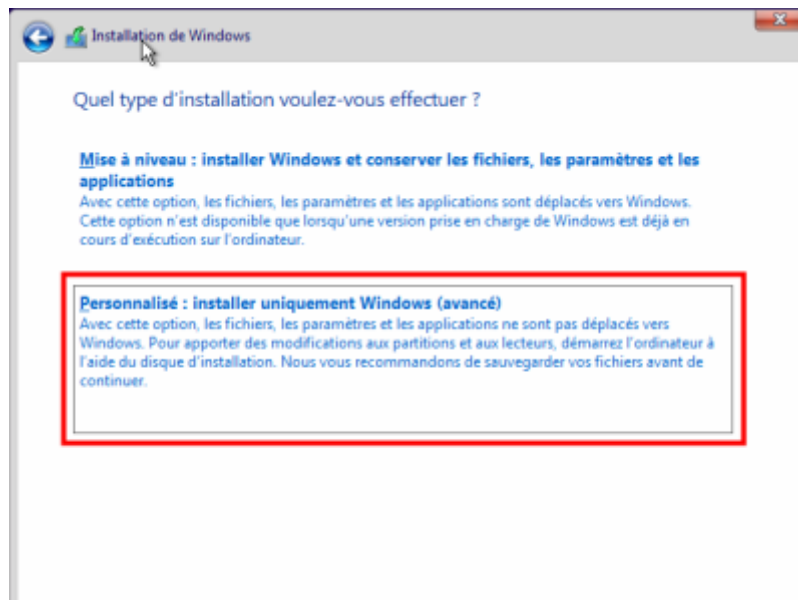 Installation de Windows
Quel type d'installation voulez-vous effectuer ?
Mise à niveau : installer Windows et conserver les fichiers, les paramètres et les
applications
Avec cette option, les fichiers, les paramètres et les applications sont déplacés vers Windows.
Cette option n'est disponible que lorsqu'une version prise en charge de Windows est déjà en
cours d'exécution sur l'ordinateur.
Personnalisé : installer uniquement Windows (avancé)
Avec cette option, les fichiers, les paramètres et les applications ne sont pas déplacés vers
Windows. Pour apporter des modifications aux partitions et aux lecteurs, démarrez l'ordinateur à
l'aide du disque d'installation. Nous vous recommandons de sauvegarder vos fichiers avant de
continuer.